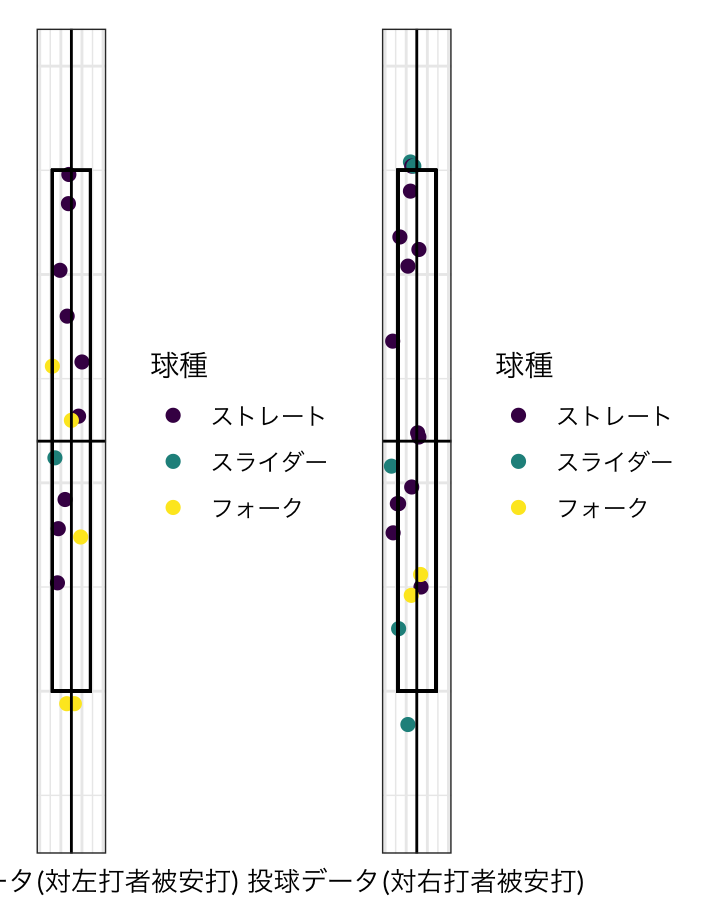 球種
ストレート
スライダー
フォーク
球種
ストレート
スライダー
フォーク
ータ(対左打者被安打) 投球データ(対右打者被安打)